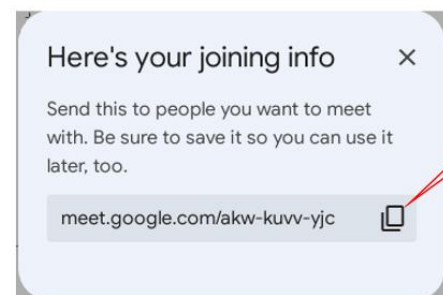 Here's your joining info
Send this to people you want to meet
with. Be sure to save it so you can use it
later, too.
meet.google.com/akw-kuvv-yjc